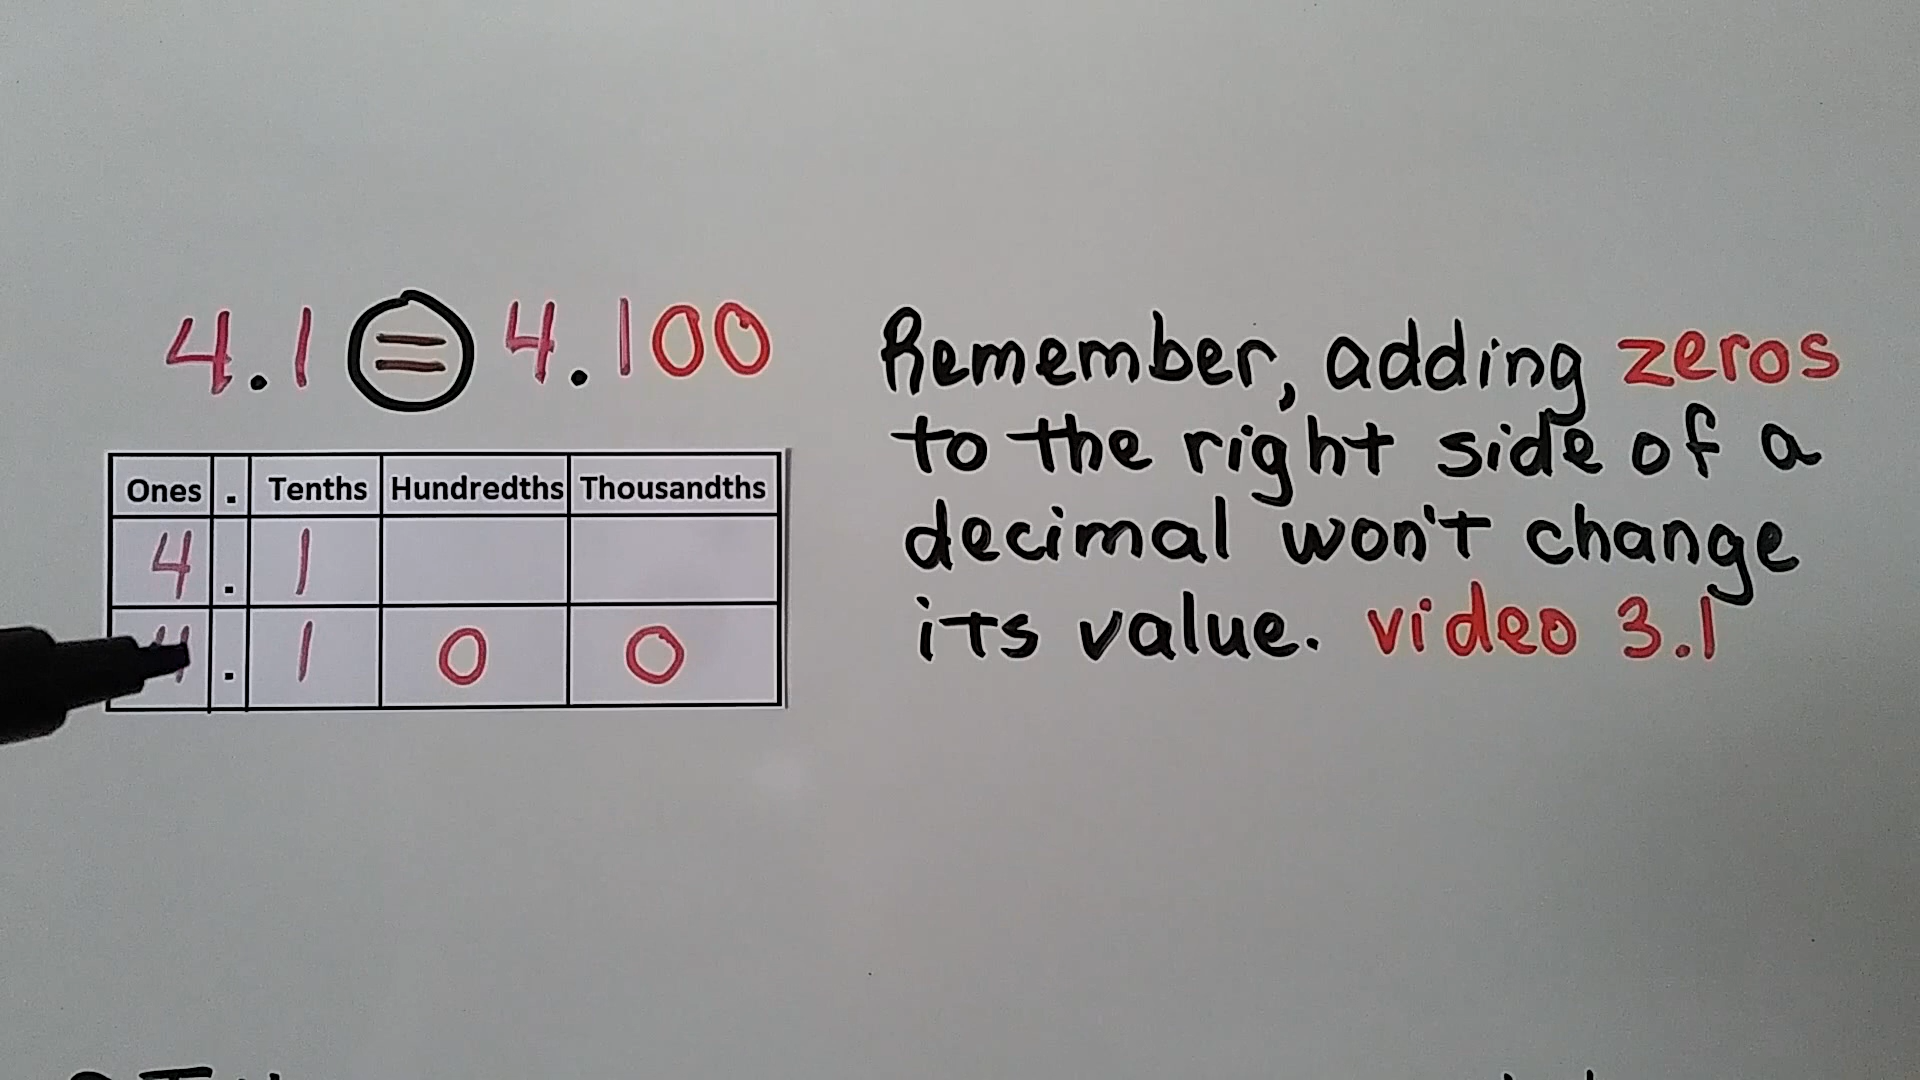 4.1 = 4.100
Remember, adding zeros
to the right side of a
decimal won't change
its value. video 3.1
Ones . Tenths Hundredths Thousandths
4 . 1
. 1 0 0